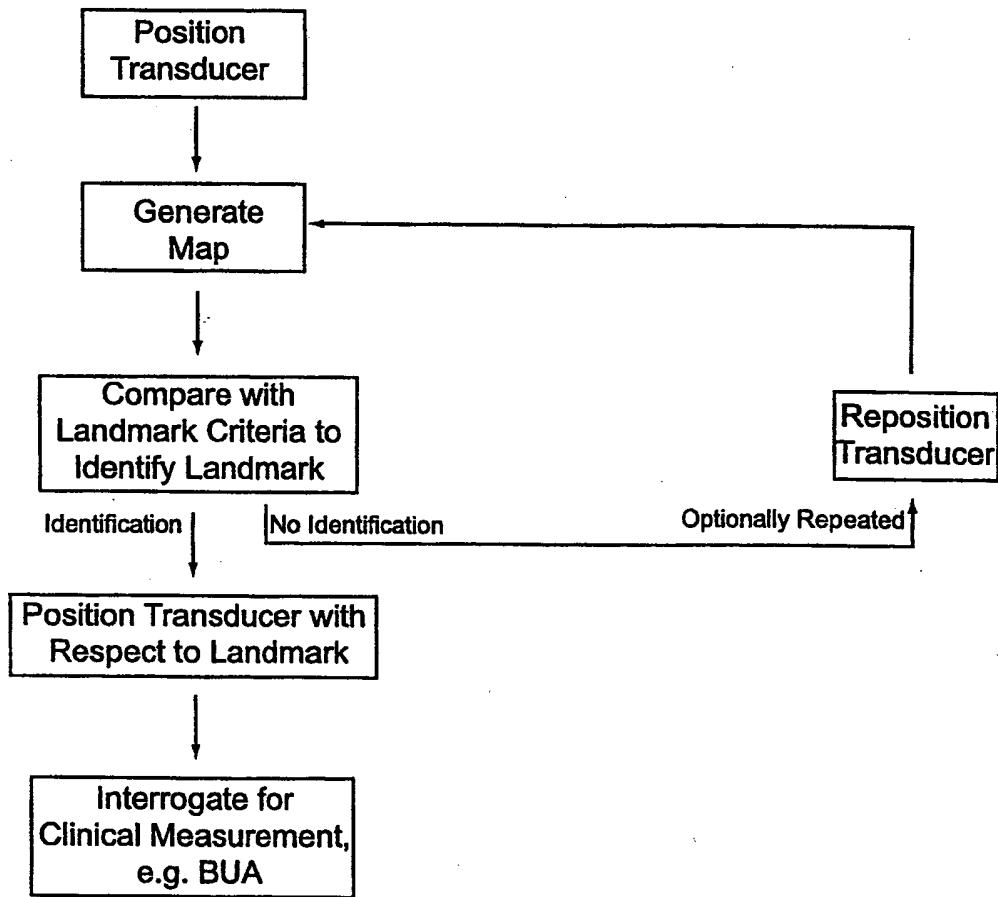 Position
Transducer
Generate
Map
Compare with
Landmark Criteria to
Identify Landmark
Reposition
Transducer
Identification
No Identification
Optionally Repeated
Position Transducer with
Respect to Landmark
Interrogate for
Clinical Measurement,
e.g. BUA